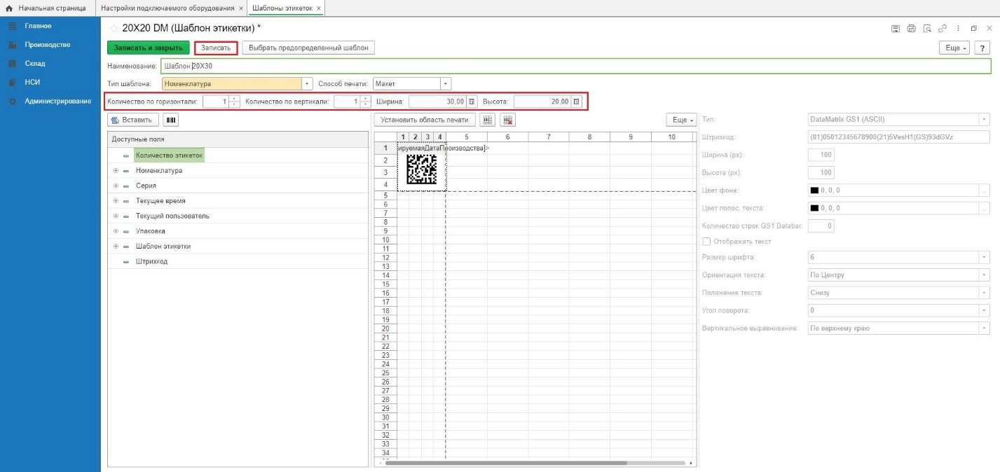 Начальная страница
Настройки подключаемого оборудования ×
Шаблоны этикеток ×
Главное
Производство
Склад
НСИ
Администрирование
20X20 DM (Шаблон этикетки) *
Записать и закрыть
Записать
Выбрать предопределенный шаблон
Еще
?
Наименование: Шаблон 20X30
Тип шаблона: Номенклатура
Способ печати: Макет
Количество по горизонтали: 1
Количество по вертикали: 1
Ширина: 30,00
Высота: 20,00
Вставить
Доступные поля
Количество этикеток
Номенклатура
Серия
Текущее время
Текущий пользователь
Упаковка
Шаблон этикетки
Штрихкод
Установить область печати
Еще
1 2 3 4 5 6 7 8 9 10
1 ируемаяДатаПроизводства]>
2
3
4
5
6
7
8
9
10
11
12
13
14
15
16
17
18
19
20
21
22
23
24
25
26
27
28
29
30
31
32
33
34
Тип: DataMatrix GS1 (ASCII)
Штрихкод: (01)05012345678900(21)5VesH1(GS)93dGVz
Ширина (px): 100
Высота (px): 100
Цвет фона: 0, 0, 0
Цвет полос, текста: 0, 0, 0
Количество строк GS1 Databar: 0
Отображать текст
Размер шрифта: 6
Ориентация текста: По Центру
Положение текста: Снизу
Угол поворота: 0
Вертикальное выравнивание: По верхнему краю